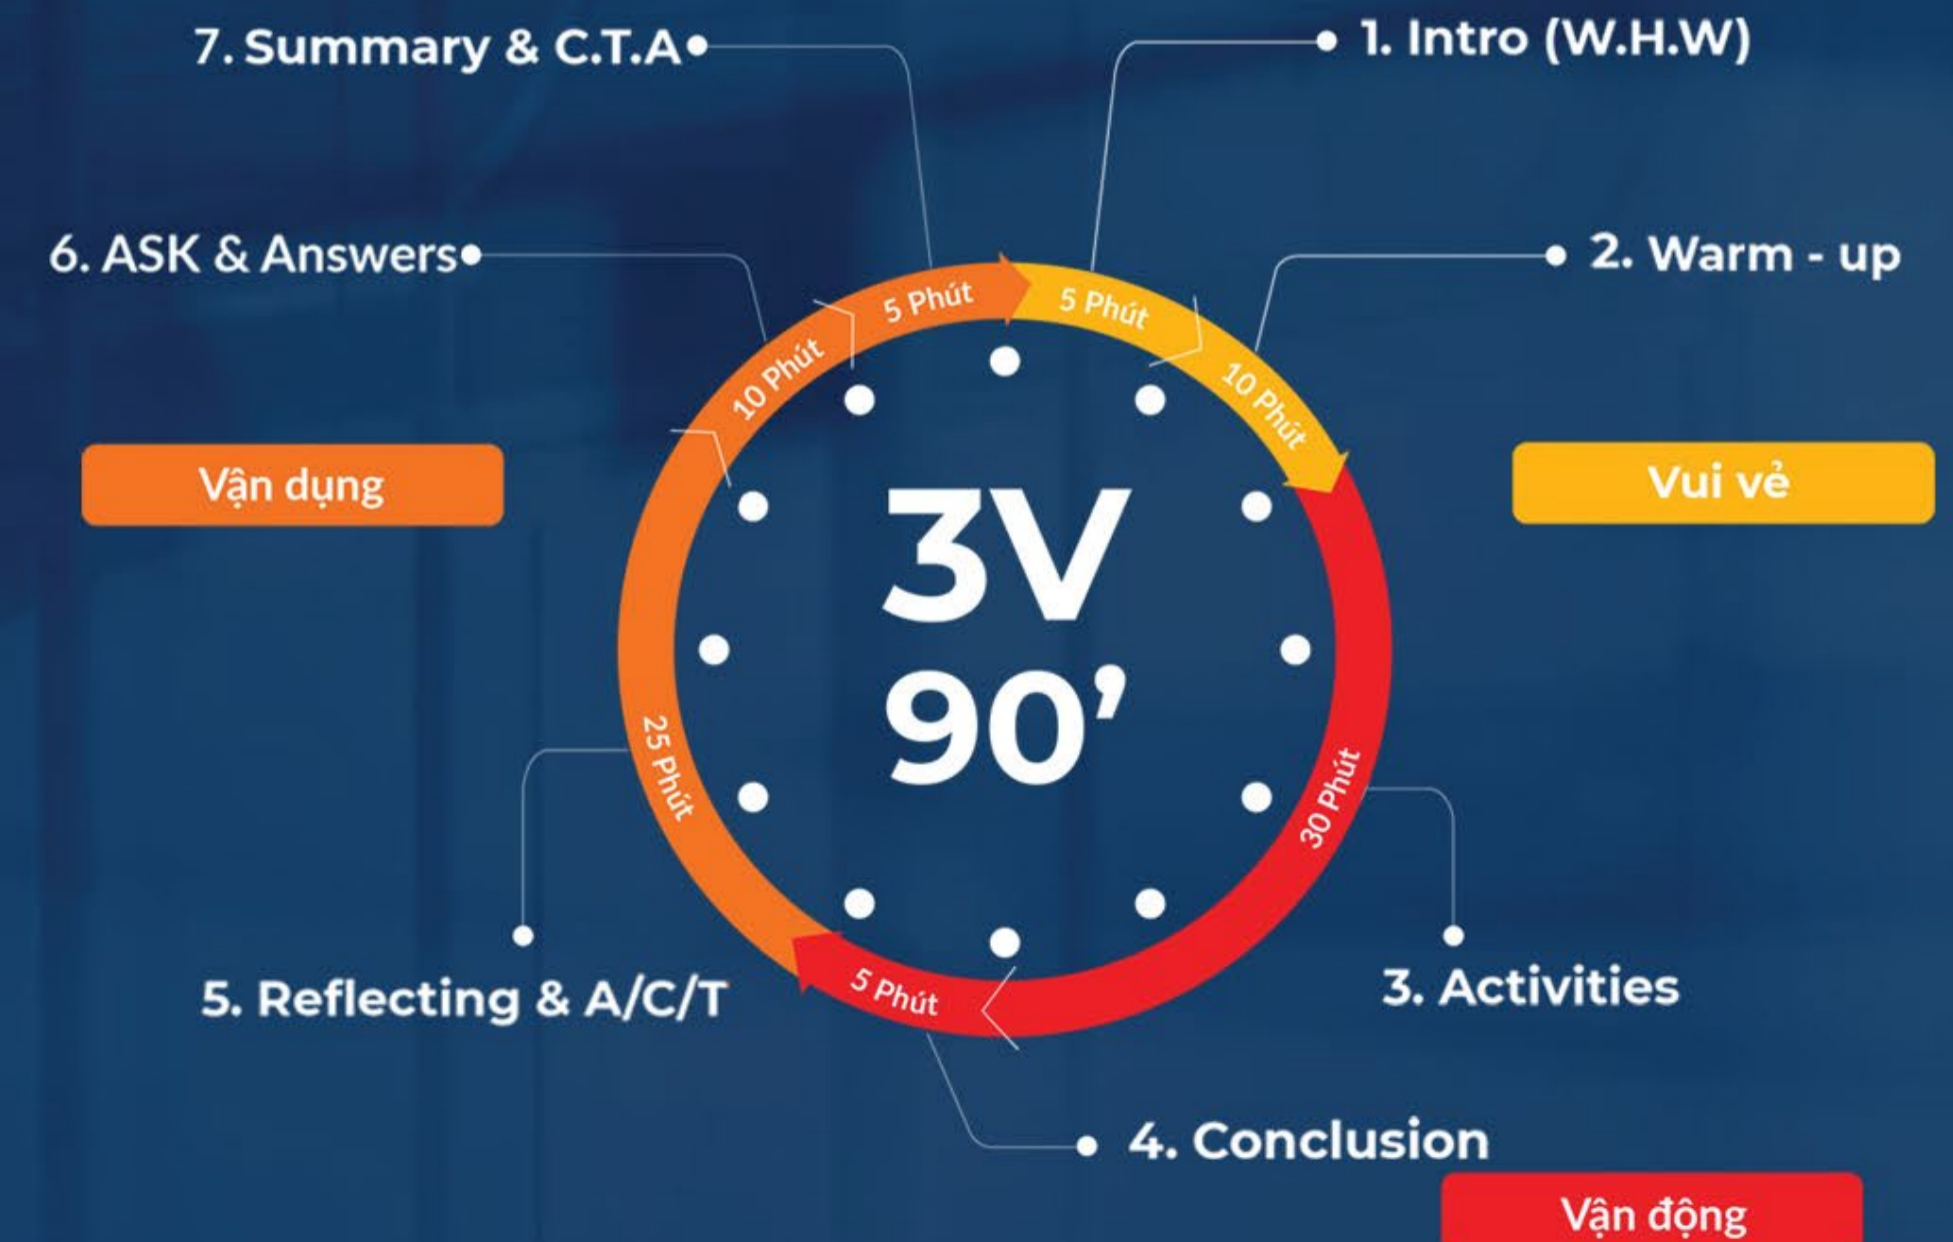 7. Summary & C.T.A
1. Intro (W.H.W)
6. ASK & Answers
2. Warm - up
5 Phút
5 Phút
10 Phút
10 Phút
Vận dụng
Vui vẻ
3V
90’
25 Phút
30 Phút
5. Reflecting & A/C/T
5 Phút
3. Activities
4. Conclusion
Vận động